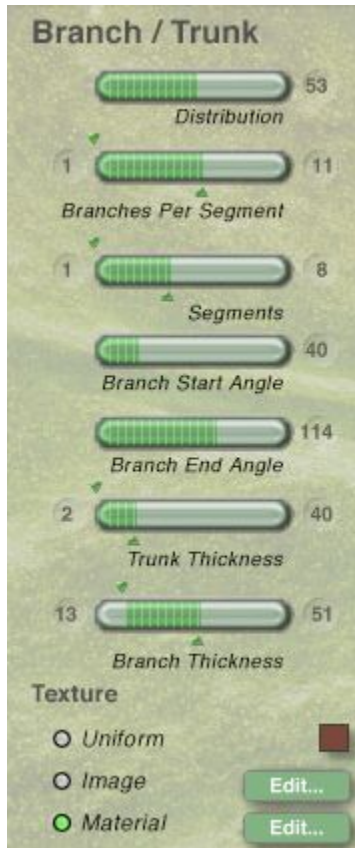 Branch / Trunk
53
Distribution
1 11
Branches Per Segment
1 8
Segments
40
Branch Start Angle
114
Branch End Angle
2 40
Trunk Thickness
13 51
Branch Thickness
Texture
Uniform
Image Edit...
Material Edit...